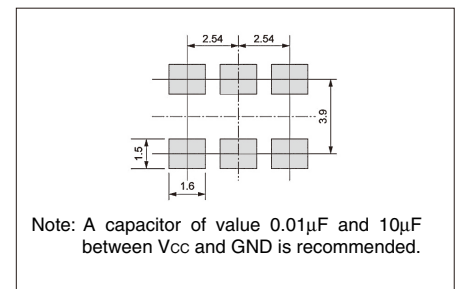 2.54 2.54
3.9
1.5
1.6
Note: A capacitor of value 0.01μF and 10μF
between Vcc and GND is recommended.